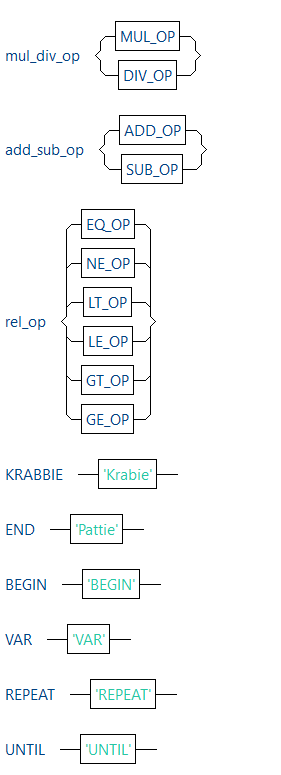 MUL_OP
mul_div_op
DIV_OP
ADD_OP
add_sub_op
SUB_OP
EQ_OP
NE_OP
LT_OP
rel_op
LE_OP
GT_OP
GE_OP
KRABBIE 'Krabie'
END 'Pattie'
BEGIN 'BEGIN'
VAR 'VAR'
REPEAT 'REPEAT'
UNTIL 'UNTIL'